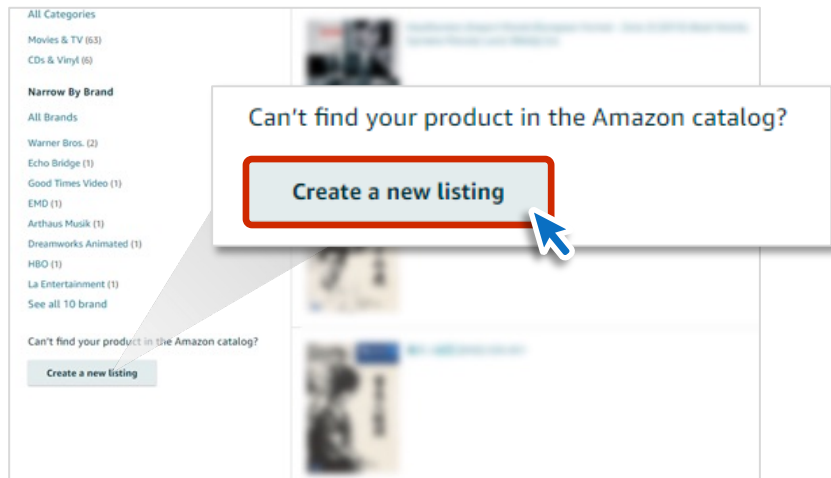 All Categories
Movies & TV (63)
CDs & Vinyl (6)
Narrow By Brand
All Brands
Warner Bros. (2)
Echo Bridge (1)
Good Times Video (1)
EMD (1)
Arthaus Musik (1)
Dreamworks Animated (1)
HBO (1)
La Entertainment (1)
See all 10 brand
Can't find your product in the Amazon catalog?
Create a new listing
Can't find your product in the Amazon catalog?
Create a new listing